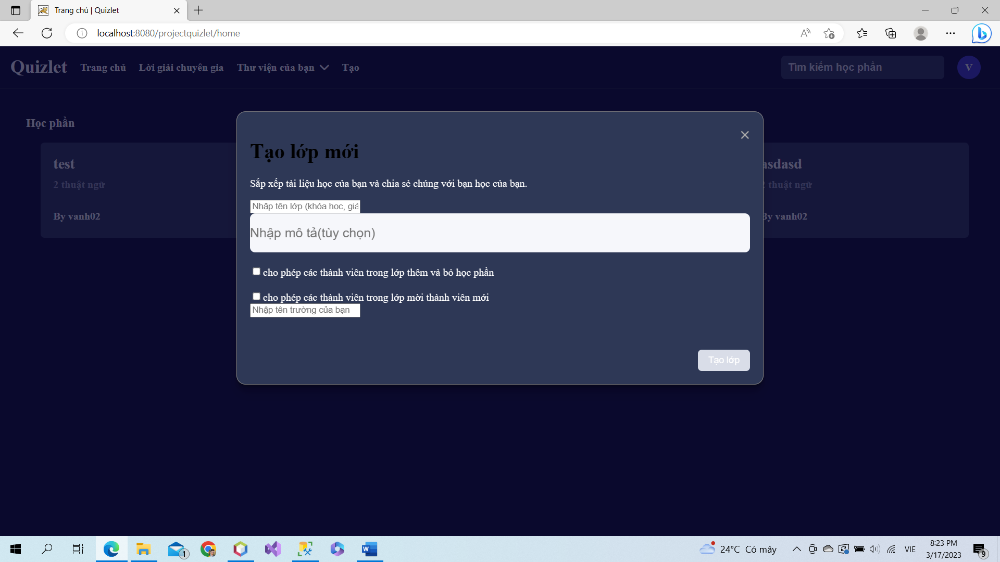 Trang chủ | Quizlet
localhost:8080/projectquizlet/home
Quizlet Trang chủ Lời giải chuyên gia Thư viện của bạn Tạo Tìm kiếm học phần V
Học phần
test
2 thuật ngữ
By vanh02
asdasd
2 thuật ngữ
By vanh02
Tạo lớp mới
Sắp xếp tài liệu học của bạn và chia sẻ chúng với bạn học của bạn.
Nhập tên lớp (khóa học, giá
Nhập mô tả(tùy chọn)
cho phép các thành viên trong lớp thêm và bỏ học phần
cho phép các thành viên trong lớp mời thành viên mới
Nhập tên trường của bạn
Tạo lớp
1
24°C Có mây
VIE
8:23 PM
3/17/2023
9